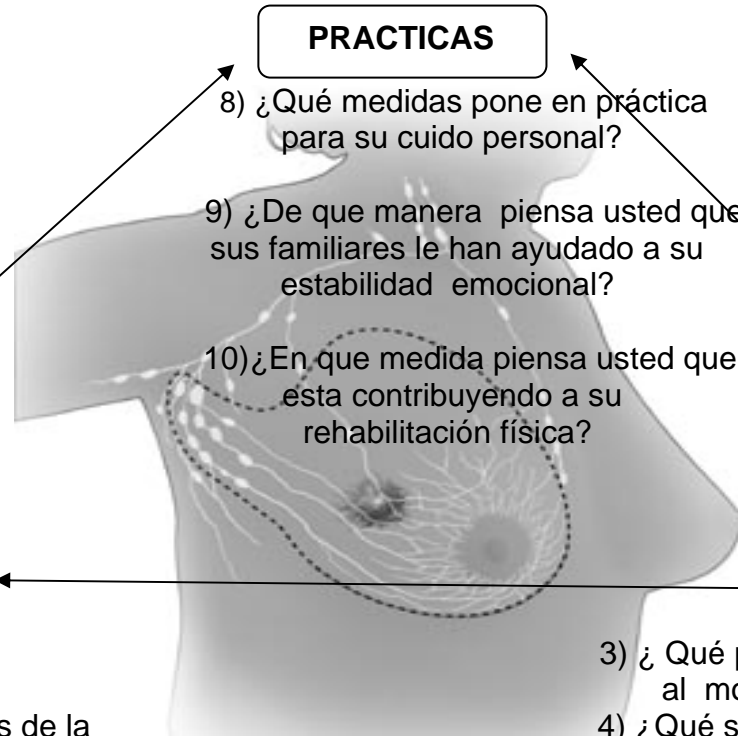 PRACTICAS
8) ¿Qué medidas pone en práctica
para su cuido personal?
9) ¿De que manera piensa usted que
sus familiares le han ayudado a su
estabilidad emocional?
10)¿En que medida piensa usted que
esta contribuyendo a su
rehabilitación física?
3) ¿ Qué p
al mo
s de la
4) ¿Qué s